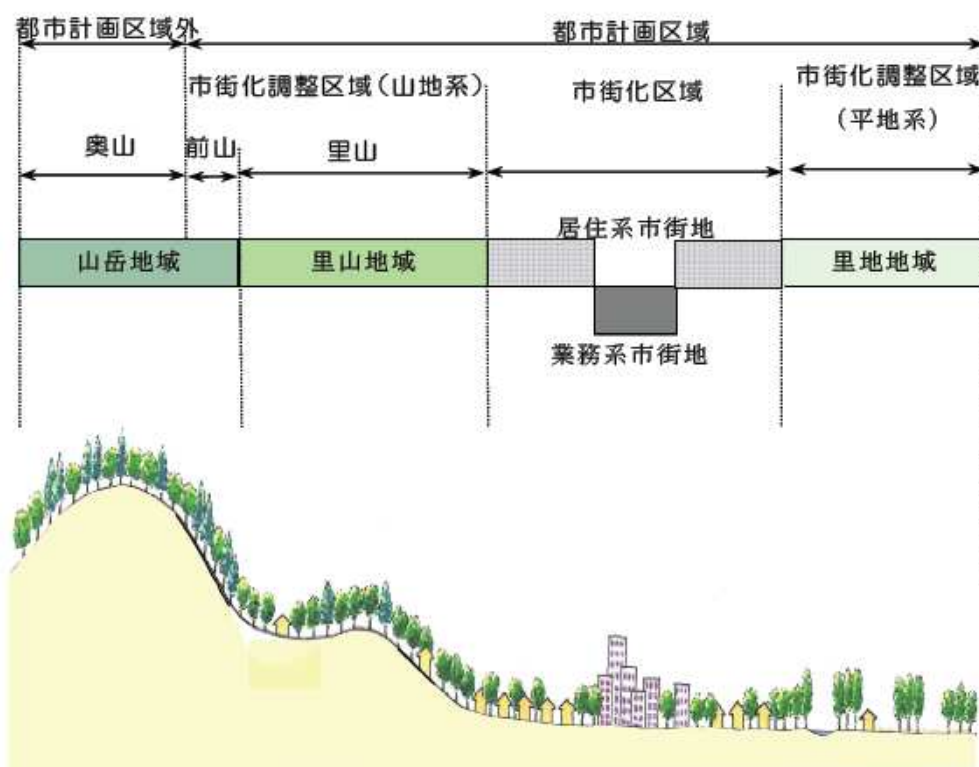 都市計画区域外
都市計画区域
市街化調整区域（山地系）
市街化区域
市街化調整区域
（平地系）
奥山
前山
里山
居住系市街地
山岳地域
里山地域
里地地域
業務系市街地